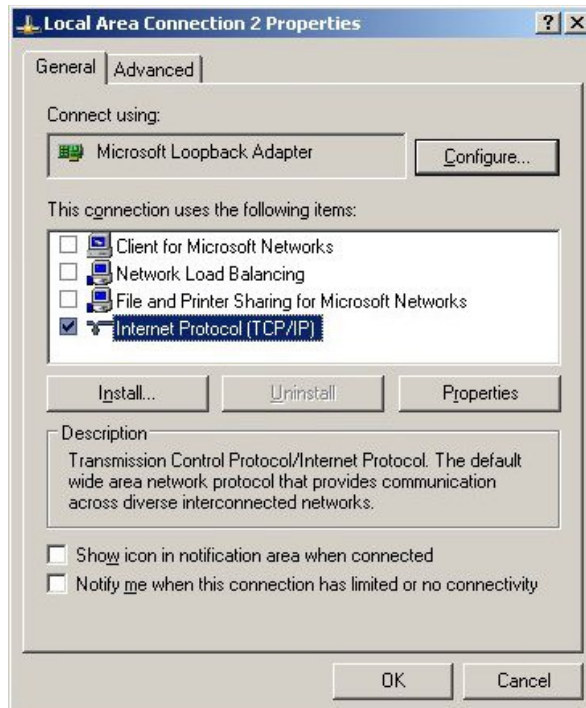 Local Area Connection 2 Properties
General
Advanced
Connect using:
Microsoft Loopback Adapter
Configure...
This connection uses the following items:
Client for Microsoft Networks
Network Load Balancing
File and Printer Sharing for Microsoft Networks
Internet Protocol (TCP/IP)
Install...
Uninstall
Properties
Description
Transmission Control Protocol/Internet Protocol. The default
wide area network protocol that provides communication
across diverse interconnected networks.
Show icon in notification area when connected
Notify me when this connection has limited or no connectivity
OK
Cancel